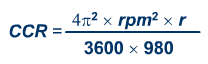 CCR = 4π² × rpm² × r
3600 × 980